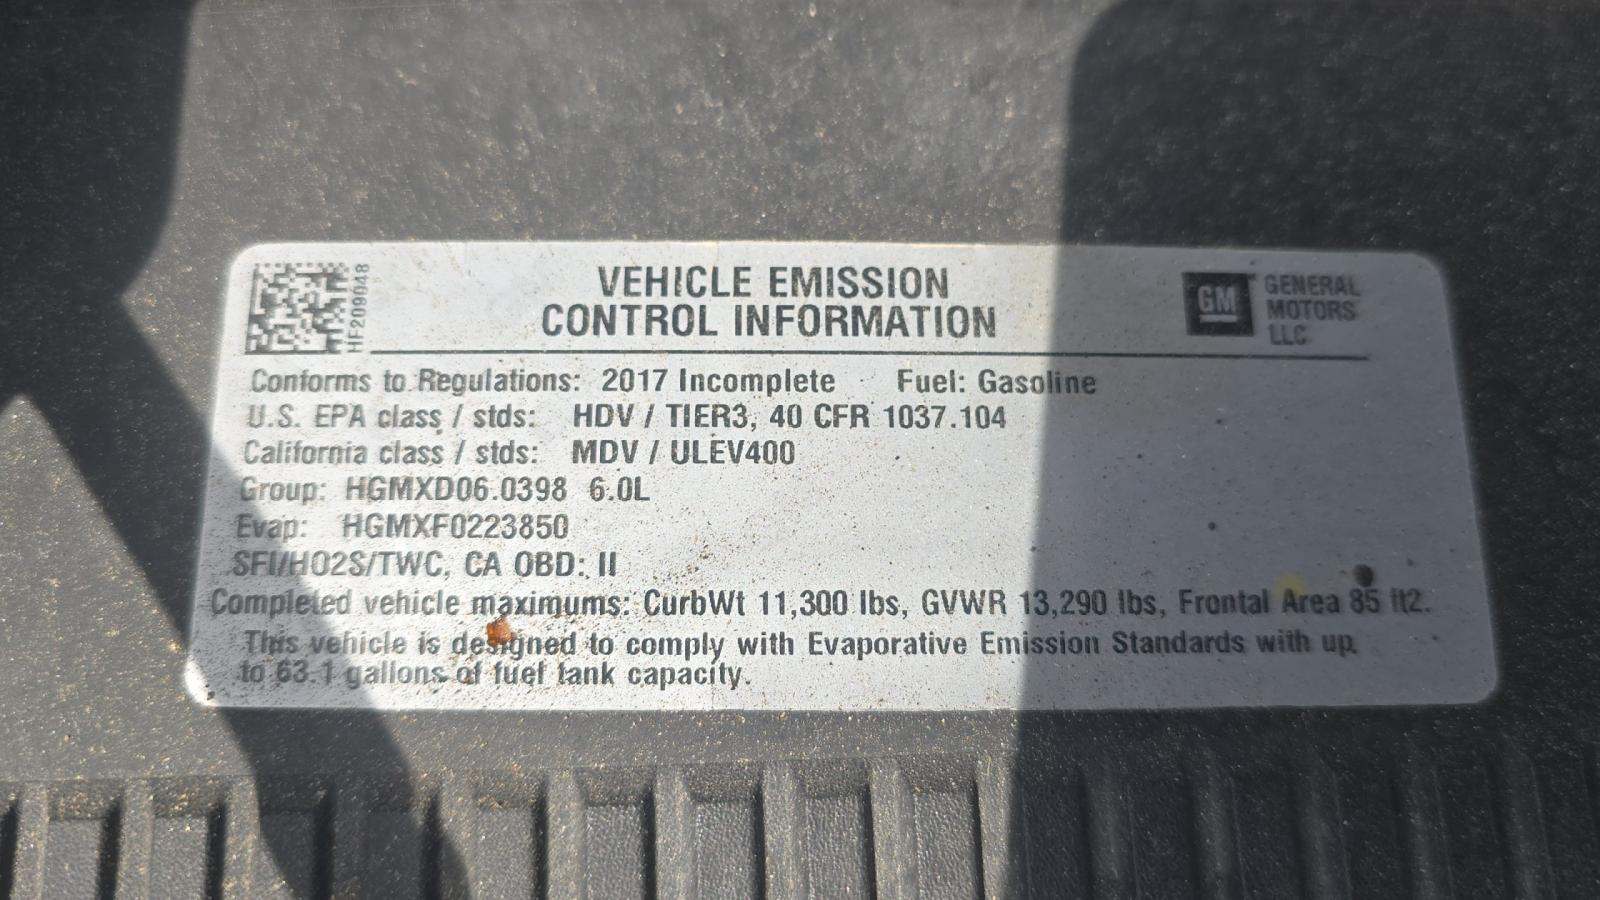 HF209048
VEHICLE EMISSION
CONTROL INFORMATION
GM
GENERAL
MOTORS
LLC
Conforms to Regulations: 2017 Incomplete Fuel: Gasoline
U.S. EPA class / stds: HDV / TIER3, 40 CFR 1037.104
California class / stds: MDV / ULEV400
Group: HGMXD06.0398 6.0L
Evap: HGMXF0223850
SFI/HO2S/TWC, CA OBD: II
Completed vehicle maximums: CurbWt 11,300 lbs, GVWR 13,290 lbs, Frontal Area 85 ft2.
This vehicle is designed to comply with Evaporative Emission Standards with up
to 63.1 gallons of fuel tank capacity.